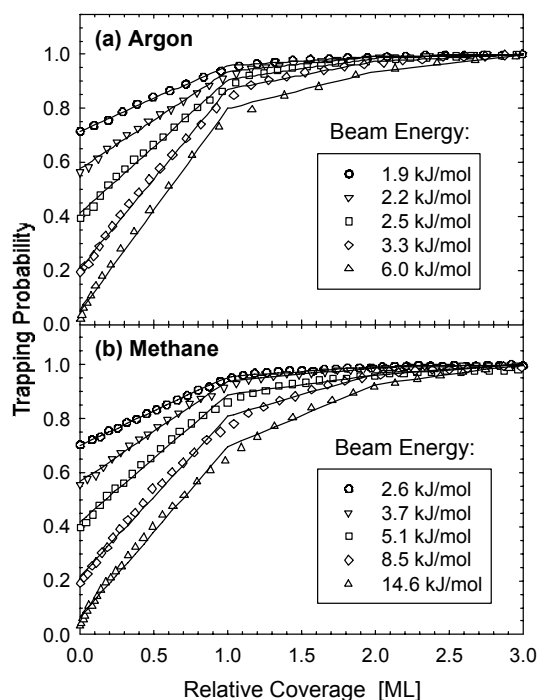 (a) Argon
1.0
0.8
0.6
0.4
0.2
0.0
Beam Energy:
1.9 kJ/mol
2.2 kJ/mol
2.5 kJ/mol
3.3 kJ/mol
6.0 kJ/mol
Trapping Probability
(b) Methane
1.0
0.8
0.6
0.4
0.2
0.0
Beam Energy:
2.6 kJ/mol
3.7 kJ/mol
5.1 kJ/mol
8.5 kJ/mol
14.6 kJ/mol
0.0 0.5 1.0 1.5 2.0 2.5 3.0
Relative Coverage [ML]